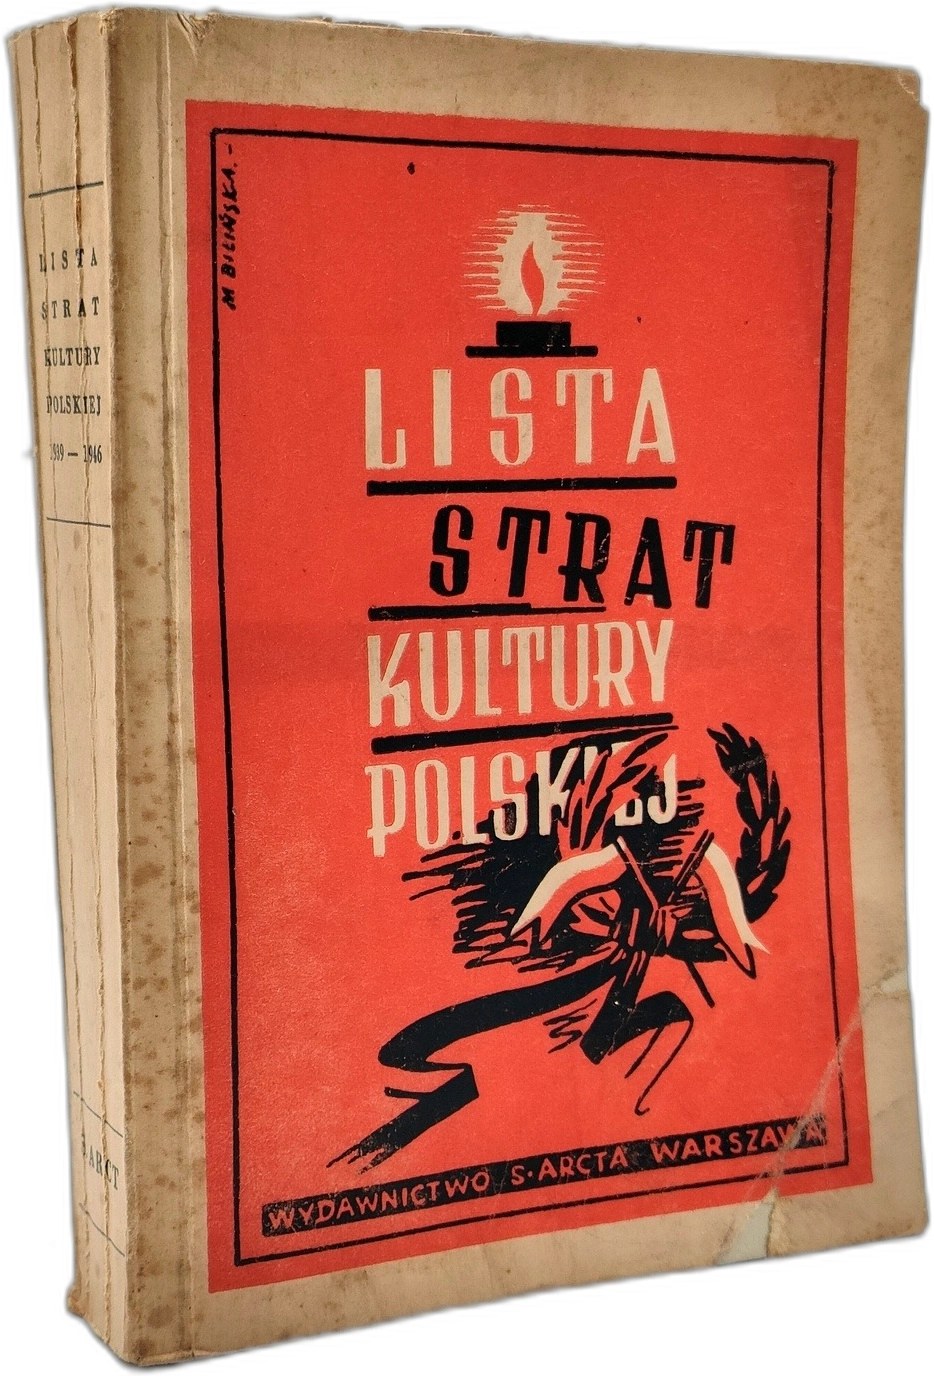 LISTA
STRAT
KULTURY
POLSKIEJ
1939 — 1946
S. ARCT
M BILIŃSKA. -
LISTA
STRAT
KULTURY
POLSKIEJ
WYDAWNICTWO S. ARCTA WARSZAWA